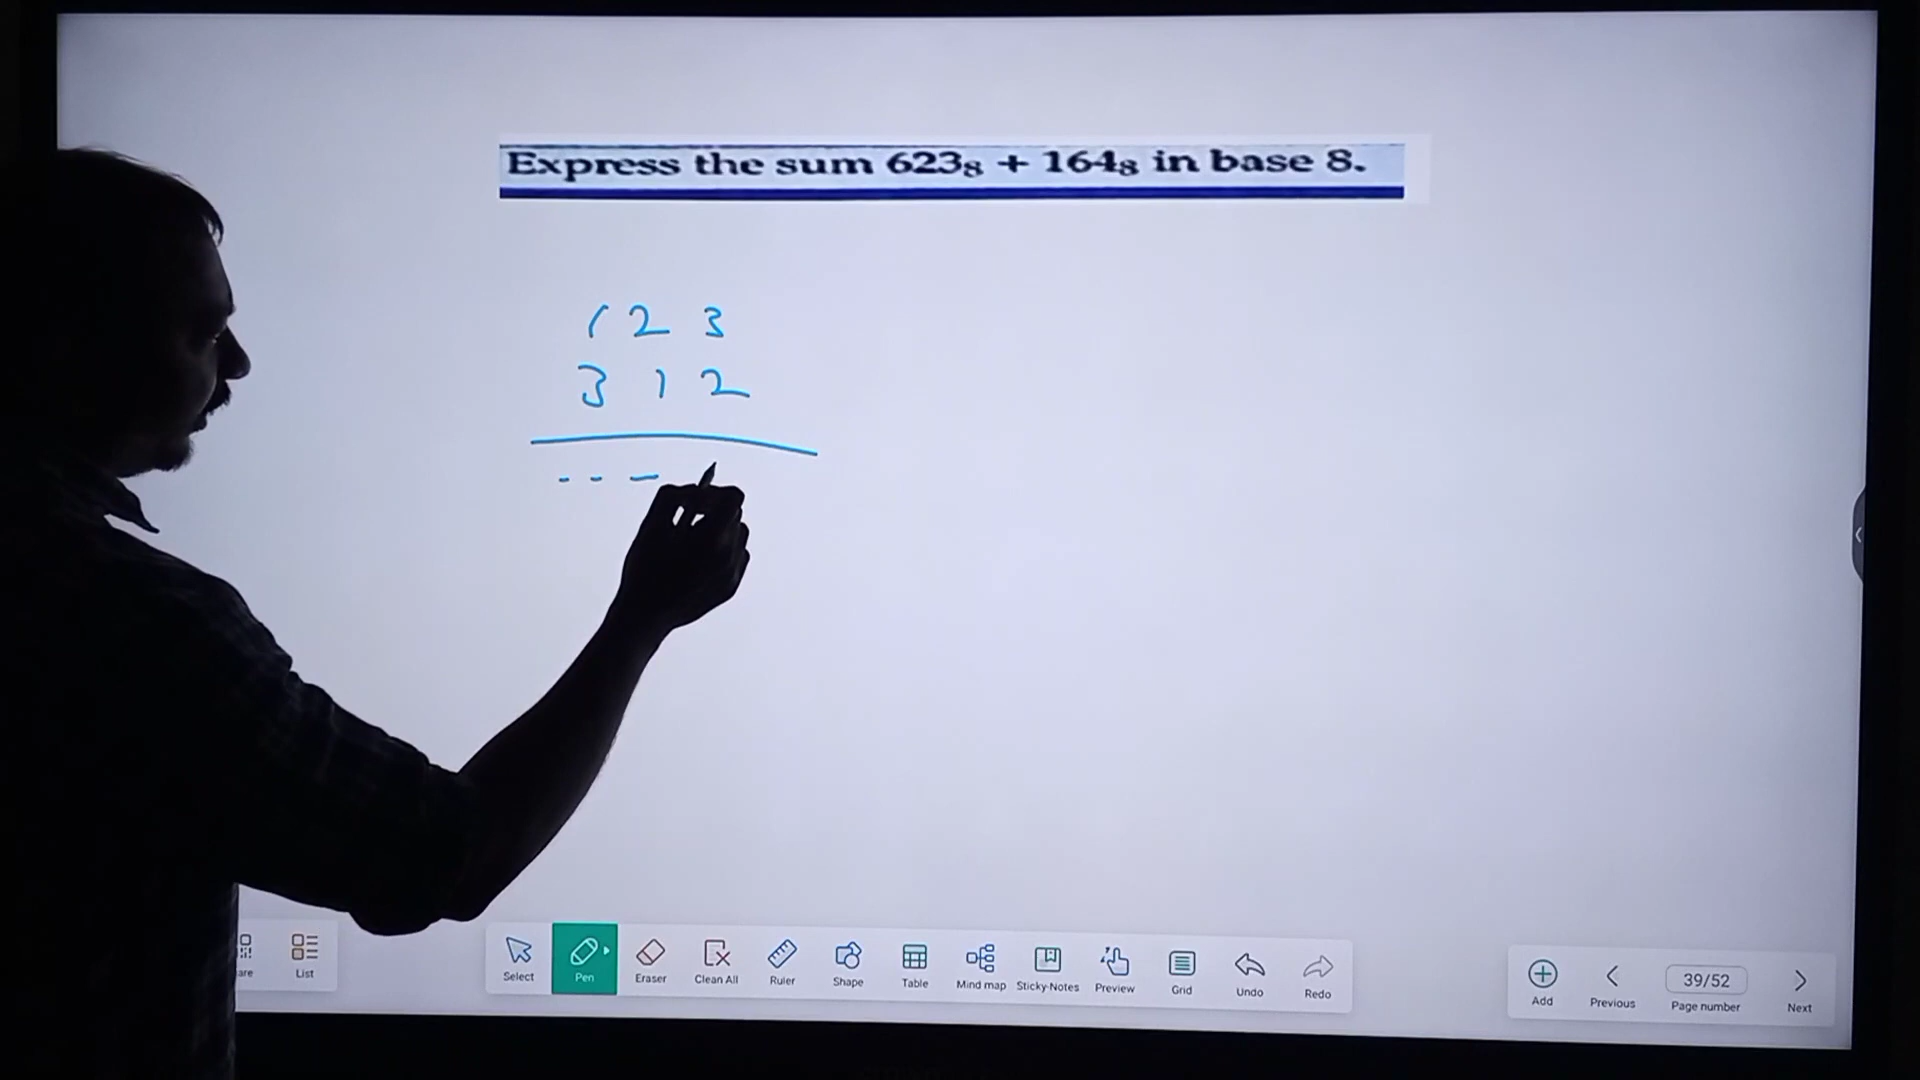 Express the sum 623₈ + 164₈ in base 8.
1 2 3
3 1 2
- - -
List
Select
Pen
Eraser
Clean All
Ruler
Shape
Table
Mind map
Sticky-Notes
Preview
Grid
Undo
Redo
Add
Previous
39/52
Page number
Next